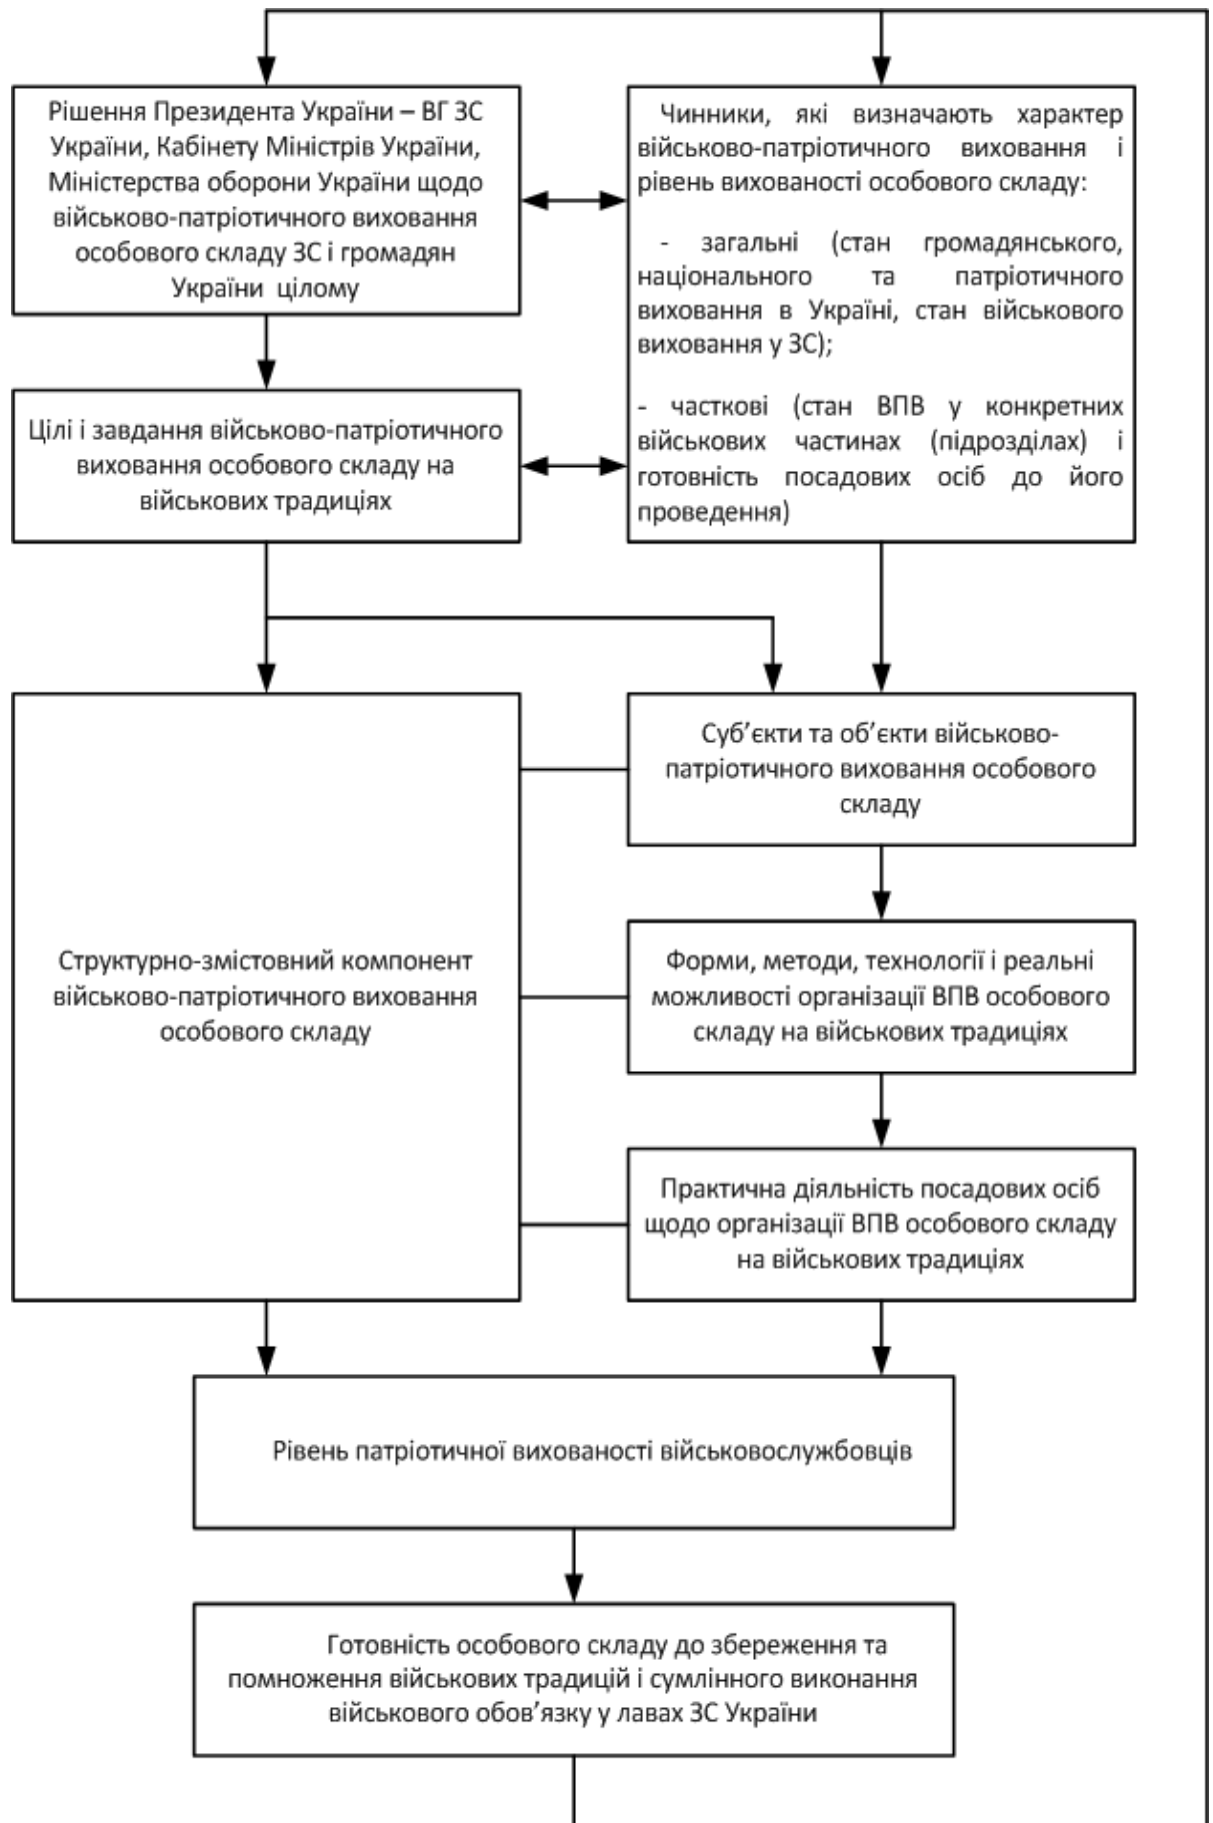 Рішення Президента України – ВГ ЗС
України, Кабінету Міністрів України,
Міністерства оборони України щодо
військово-патріотичного виховання
особового складу ЗС і громадян
України цілому
Чинники, які визначають характер
військово-патріотичного виховання і
рівень вихованості особового складу:
- загальні (стан громадянського,
національного та патріотичного
виховання в Україні, стан військового
виховання у ЗС);
- часткові (стан ВПВ у конкретних
військових частинах (підрозділах) і
готовність посадових осіб до його
проведення)
Цілі і завдання військово-патріотичного
виховання особового складу на
військових традиціях
Структурно-змістовний компонент
військово-патріотичного виховання
особового складу
Суб’єкти та об’єкти військово-
патріотичного виховання особового
складу
Форми, методи, технології і реальні
можливості організації ВПВ особового
складу на військових традиціях
Практична діяльність посадових осіб
щодо організації ВПВ особового складу
на військових традиціях
Рівень патріотичної вихованості військовослужбовців
Готовність особового складу до збереження та
помноження військових традицій і сумлінного виконання
військового обов’язку у лавах ЗС України